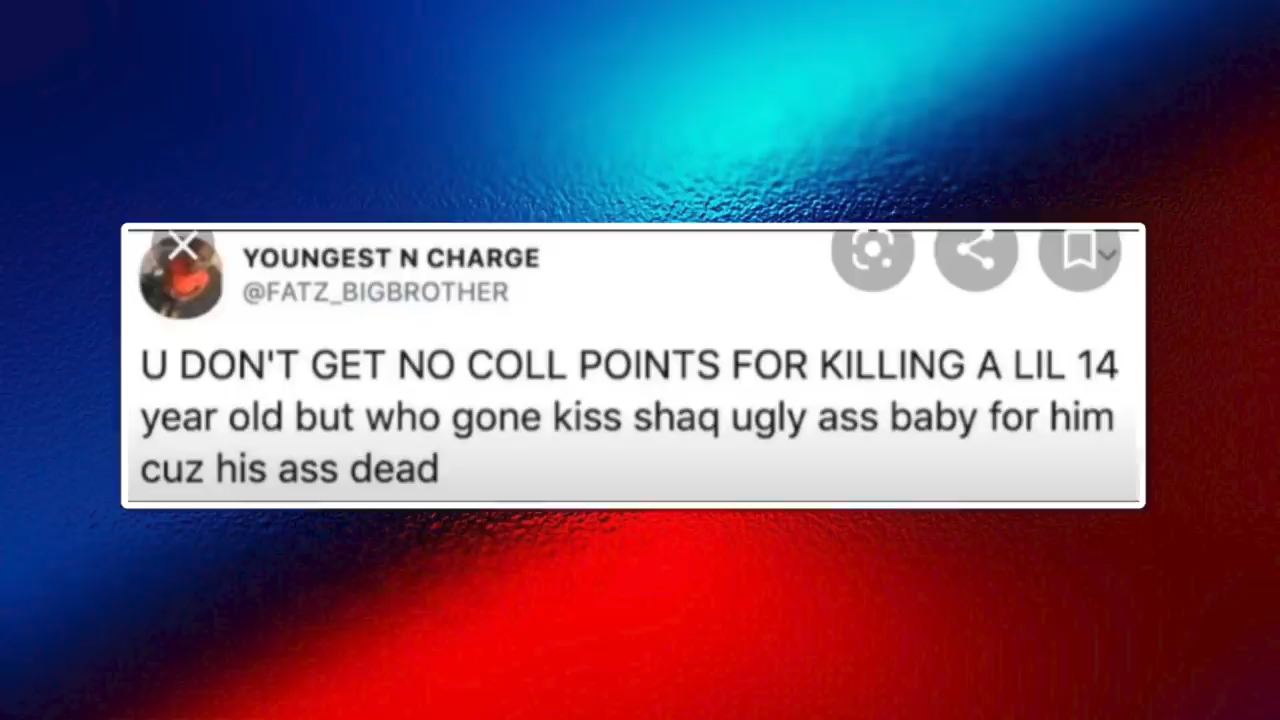 YOUNGEST N CHARGE
@FATZ_BIGBROTHER
U DON'T GET NO COLL POINTS FOR KILLING A LIL 14
year old but who gone kiss shaq ugly ass baby for him
cuz his ass dead